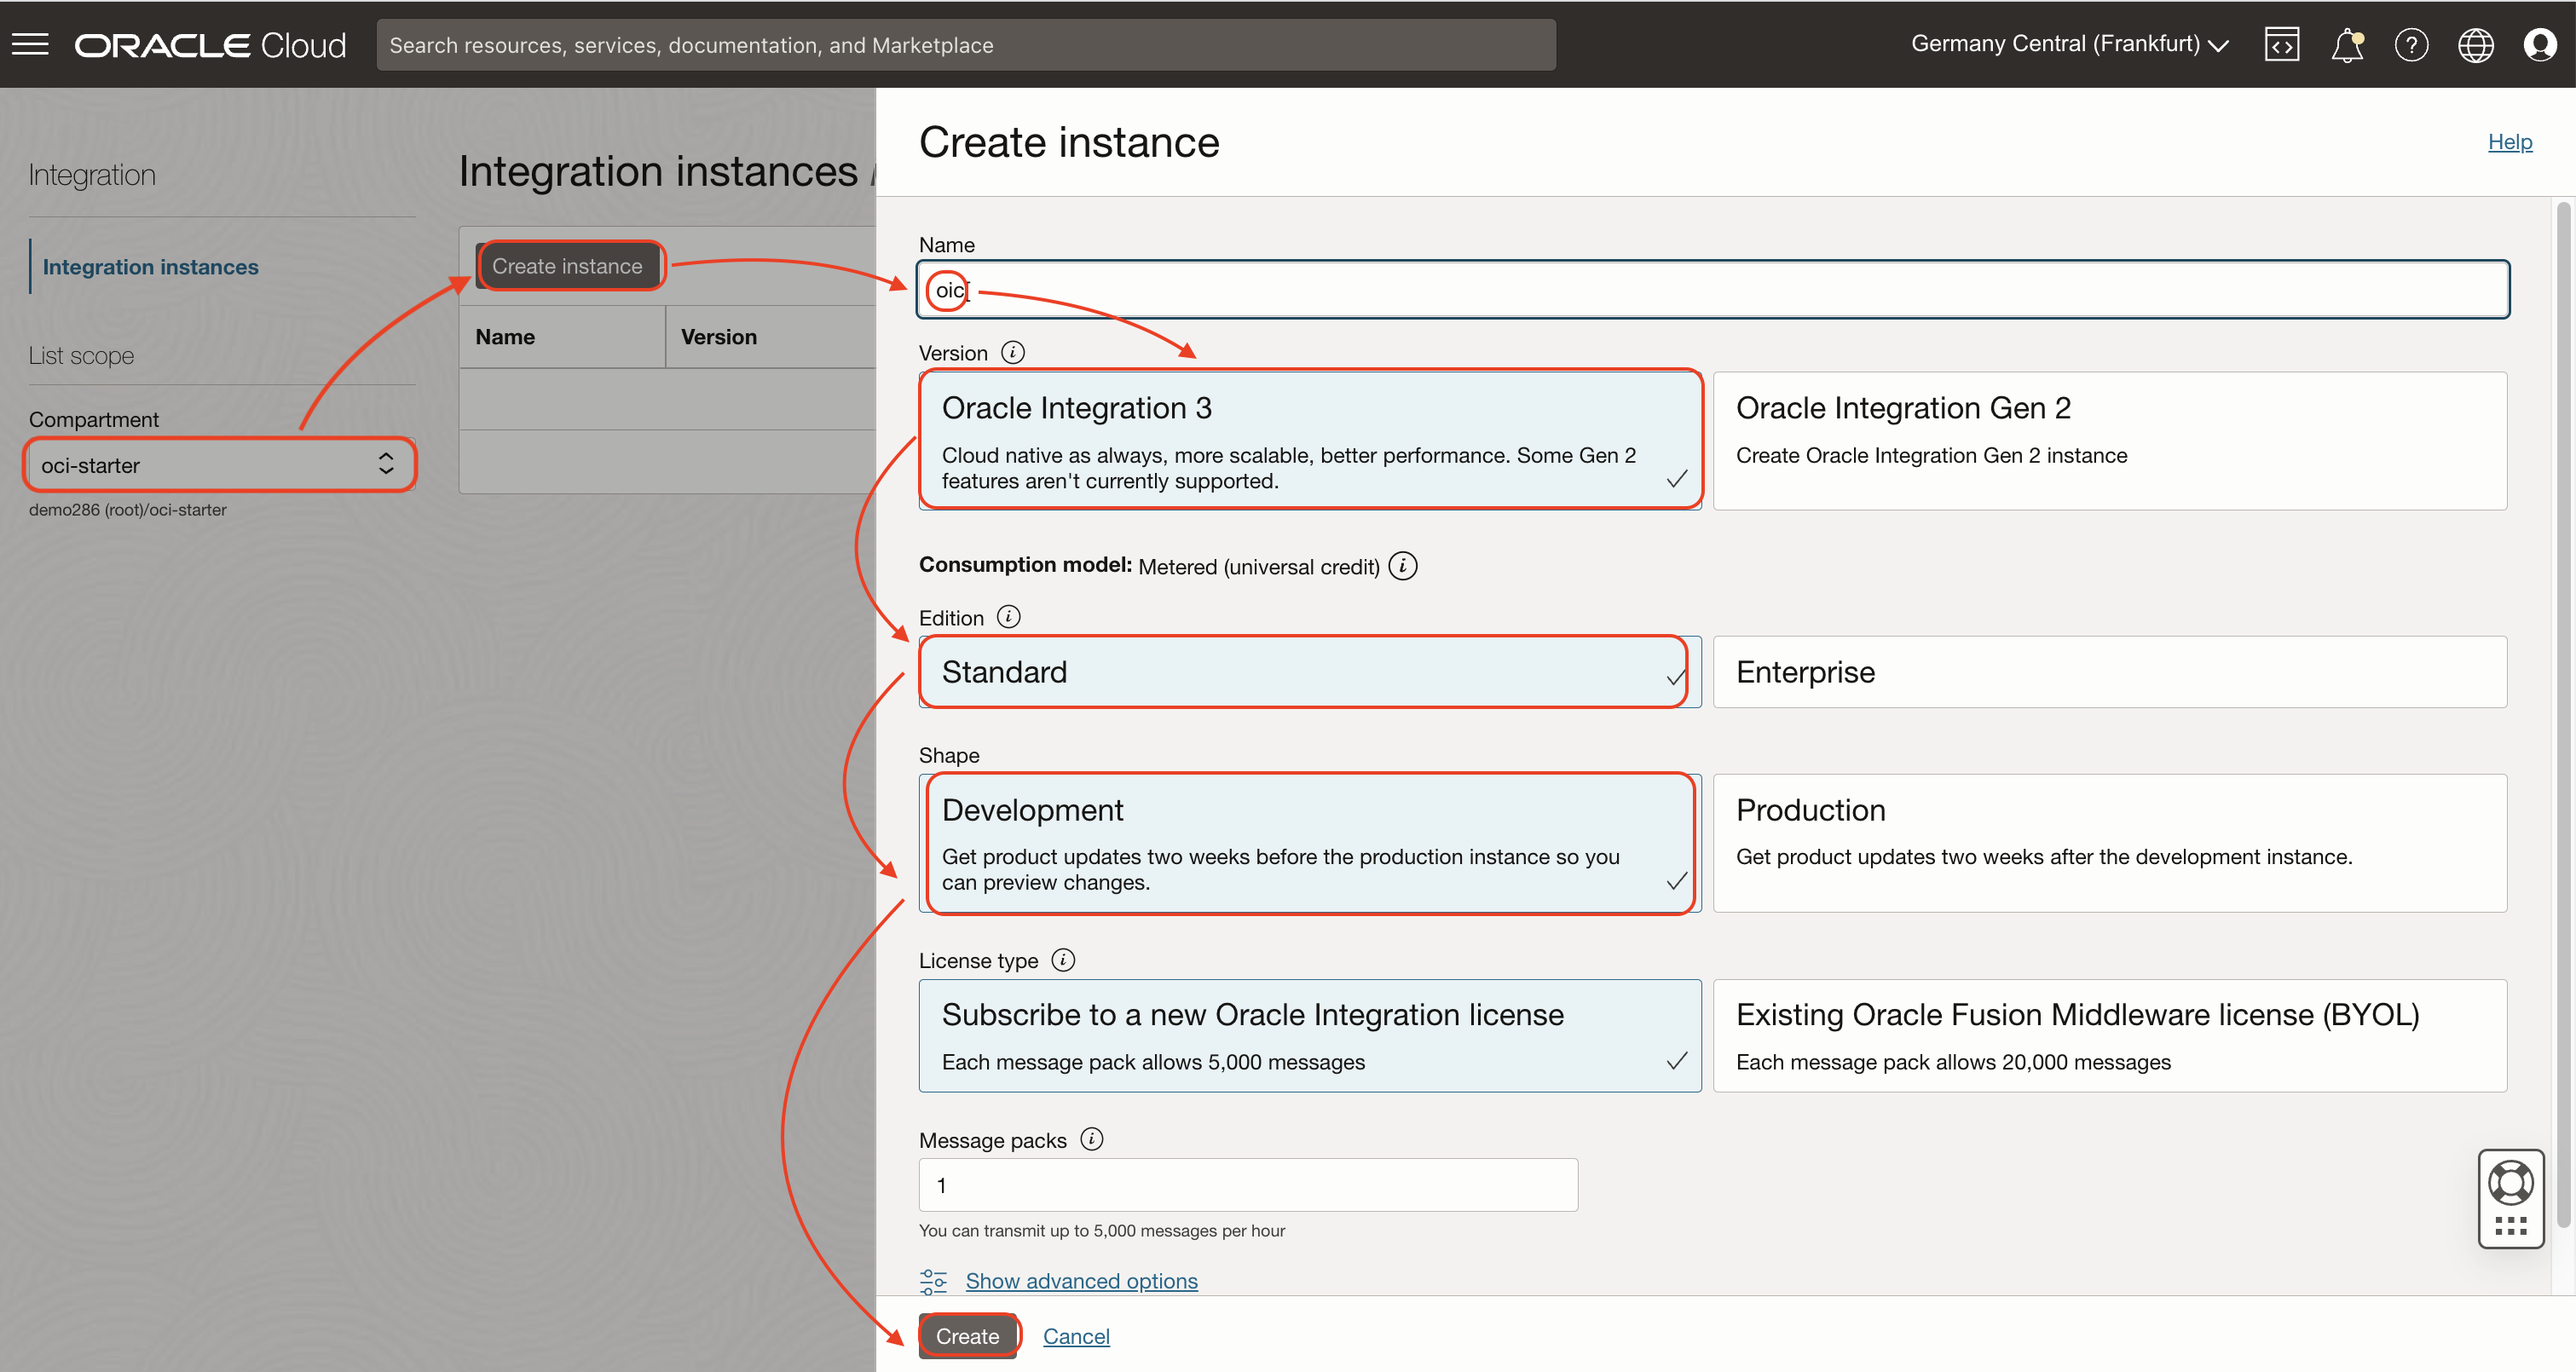 ORACLE Cloud
Search resources, services, documentation, and Marketplace
Germany Central (Frankfurt)
Integration
Integration instances
List scope
Compartment
oci-starter
demo286 (root)/oci-starter
Integration instances
Create instance
Name Version
Create instance
Help
Name
oic
Version
Oracle Integration 3
Cloud native as always, more scalable, better performance. Some Gen 2
features aren't currently supported.
Oracle Integration Gen 2
Create Oracle Integration Gen 2 instance
Consumption model: Metered (universal credit)
Edition
Standard
Enterprise
Shape
Development
Get product updates two weeks before the production instance so you
can preview changes.
Production
Get product updates two weeks after the development instance.
License type
Subscribe to a new Oracle Integration license
Each message pack allows 5,000 messages
Existing Oracle Fusion Middleware license (BYOL)
Each message pack allows 20,000 messages
Message packs
1
You can transmit up to 5,000 messages per hour
Show advanced options
Create
Cancel